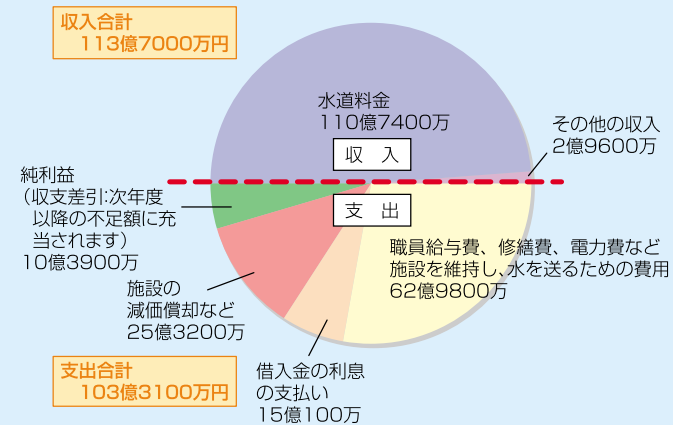 収入合計
113億7000万円
水道料金
110億7400万
その他の収入
2億9600万
収 入
支 出
純利益
（収支差引:次年度
以降の不足額に充
当されます）
10億3900万
職員給与費、修繕費、電力費など
施設を維持し、水を送るための費用
62億9800万
施設の
減価償却など
25億3200万
借入金の利息
の支払い
15億100万
支出合計
103億3100万円